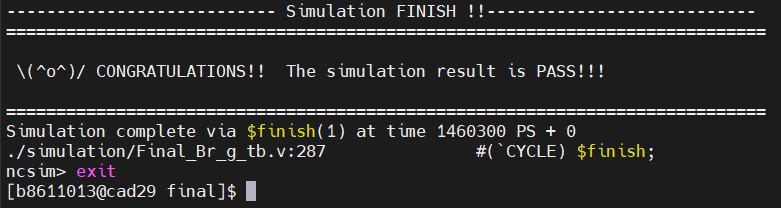 --------------------------- Simulation FINISH !!---------------------------
============================================================================
\(^o^)/ CONGRATULATIONS!!  The simulation result is PASS!!!
============================================================================
Simulation complete via $finish(1) at time 1460300 PS + 0
./simulation/Final_Br_g_tb.v:287               #(`CYCLE) $finish;
ncsim> exit
[b8611013@cad29 final]$